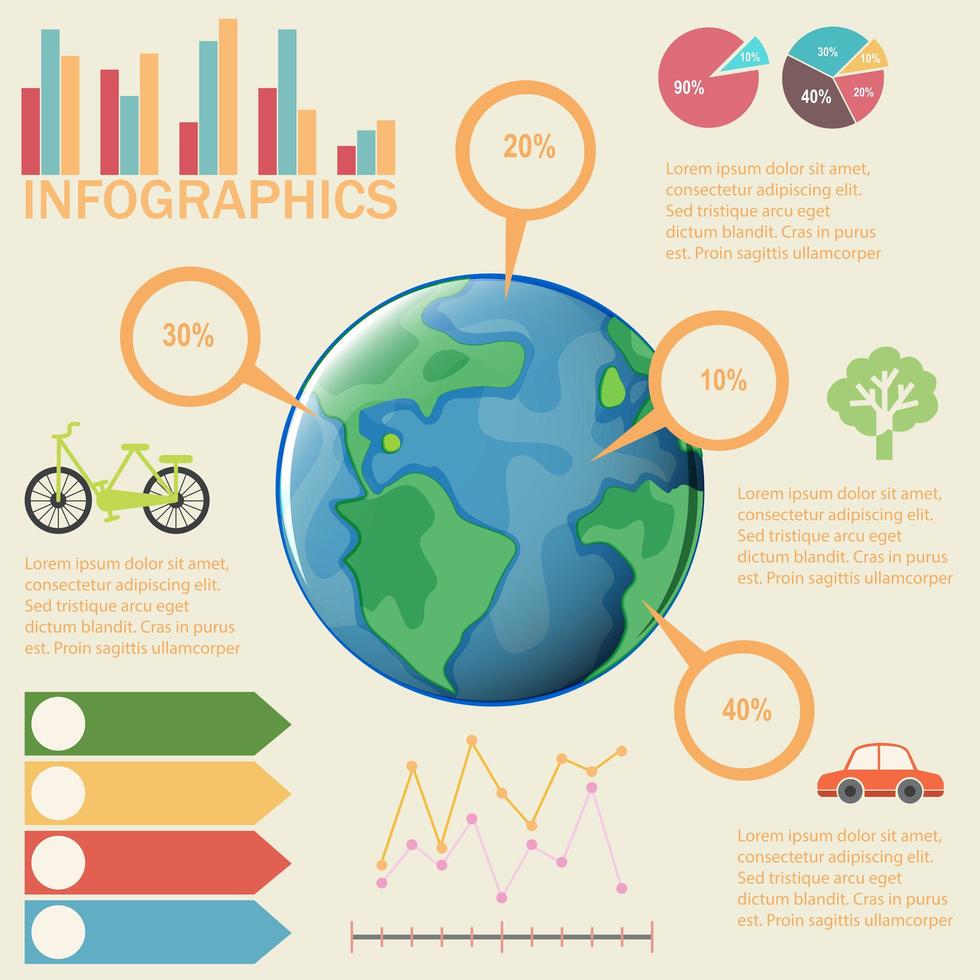 INFOGRAPHICS
90%
10%
30%
10%
40%
20%
Lorem ipsum dolor sit amet,
consectetur adipiscing elit.
Sed tristique arcu eget
dictum blandit. Cras in purus
est. Proin sagittis ullamcorper
20%
30%
10%
40%
Lorem ipsum dolor sit amet,
consectetur adipiscing elit.
Sed tristique arcu eget
dictum blandit. Cras in purus
est. Proin sagittis ullamcorper
Lorem ipsum dolor sit amet,
consectetur adipiscing elit.
Sed tristique arcu eget
dictum blandit. Cras in purus
est. Proin sagittis ullamcorper
Lorem ipsum dolor sit amet,
consectetur adipiscing elit.
Sed tristique arcu eget
dictum blandit. Cras in purus
est. Proin sagittis ullamcorper